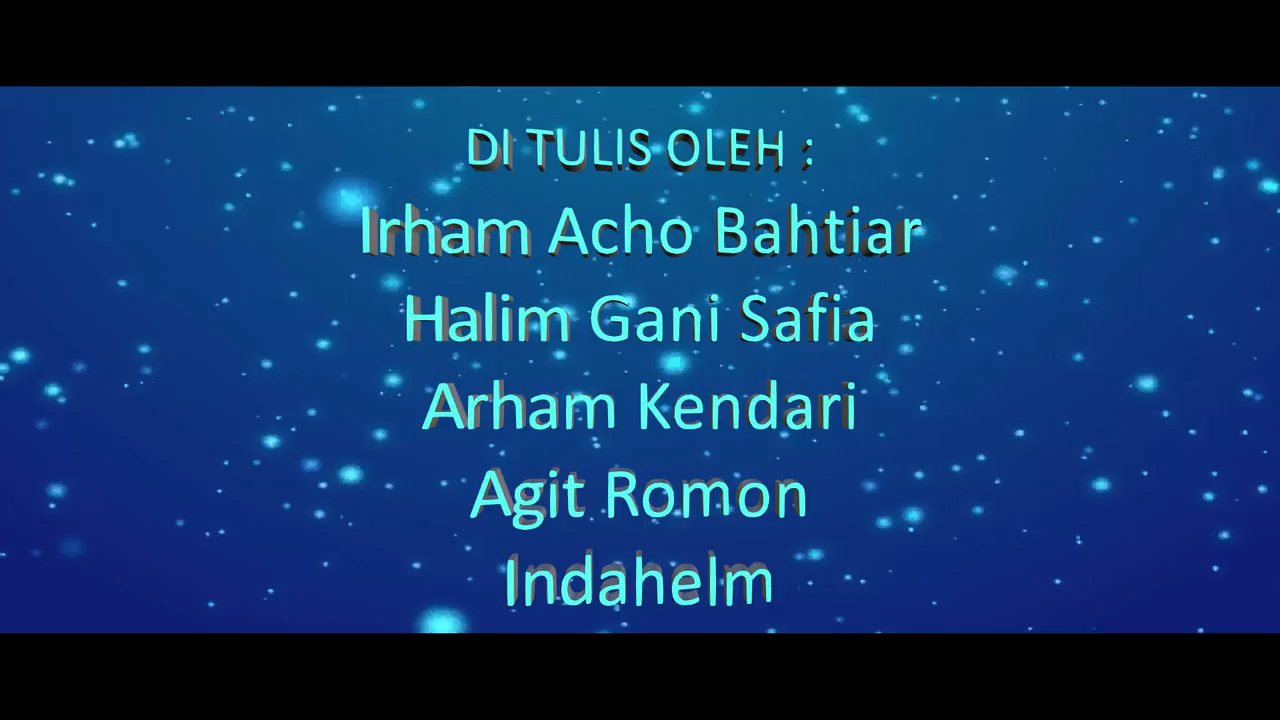 DI TULIS OLEH :
Irham Acho Bahtiar
Halim Gani Safia
Arham Kendari
Agit Romon
Indahelm